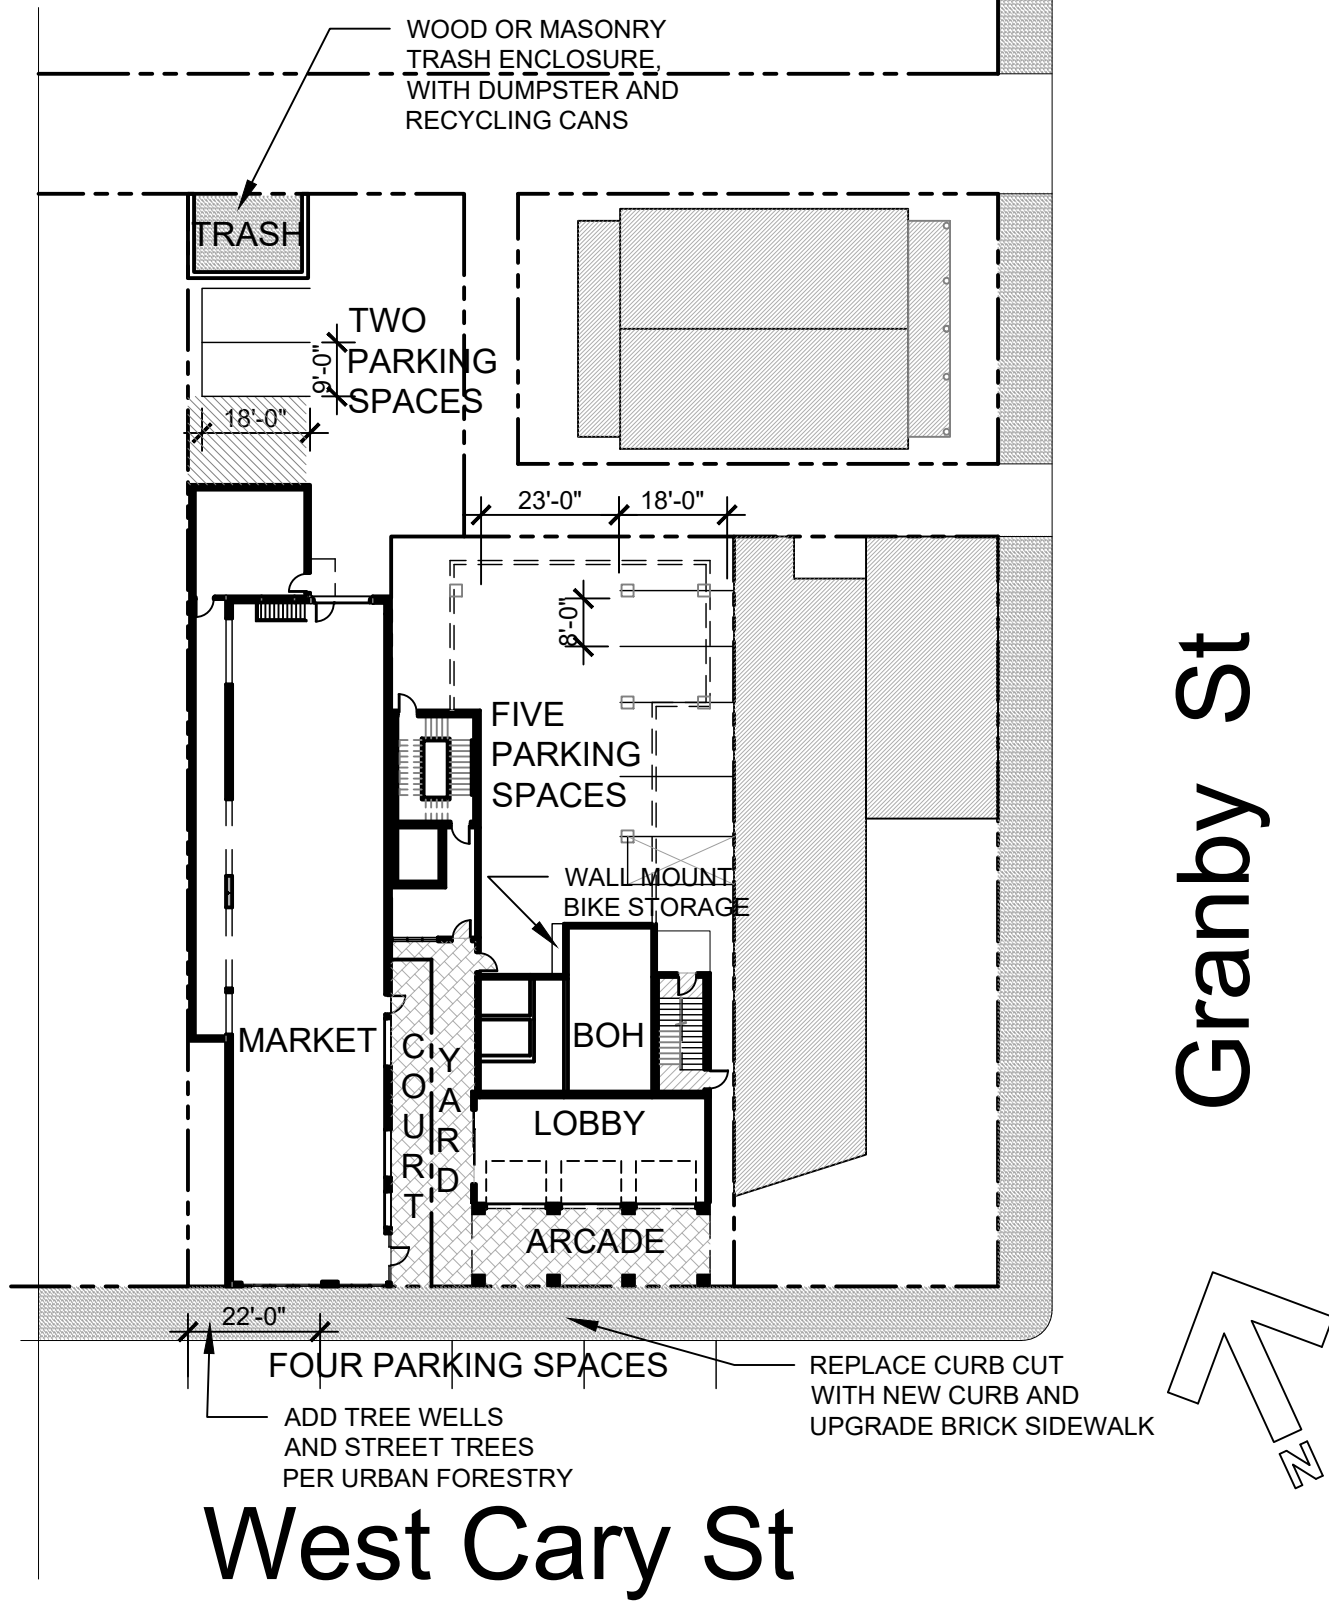 WOOD OR MASONRY
TRASH ENCLOSURE,
WITH DUMPSTER AND
RECYCLING CANS
TRASH
TWO
PARKING
SPACES
9'-0"
18'-0"
23'-0"
18'-0"
8'-0"
FIVE
PARKING
SPACES
WALL MOUNT
BIKE STORAGE
MARKET
COURT
YARD
BOH
LOBBY
ARCADE
Granby St
22'-0"
FOUR PARKING SPACES
REPLACE CURB CUT
WITH NEW CURB AND
UPGRADE BRICK SIDEWALK
ADD TREE WELLS
AND STREET TREES
PER URBAN FORESTRY
N
West Cary St